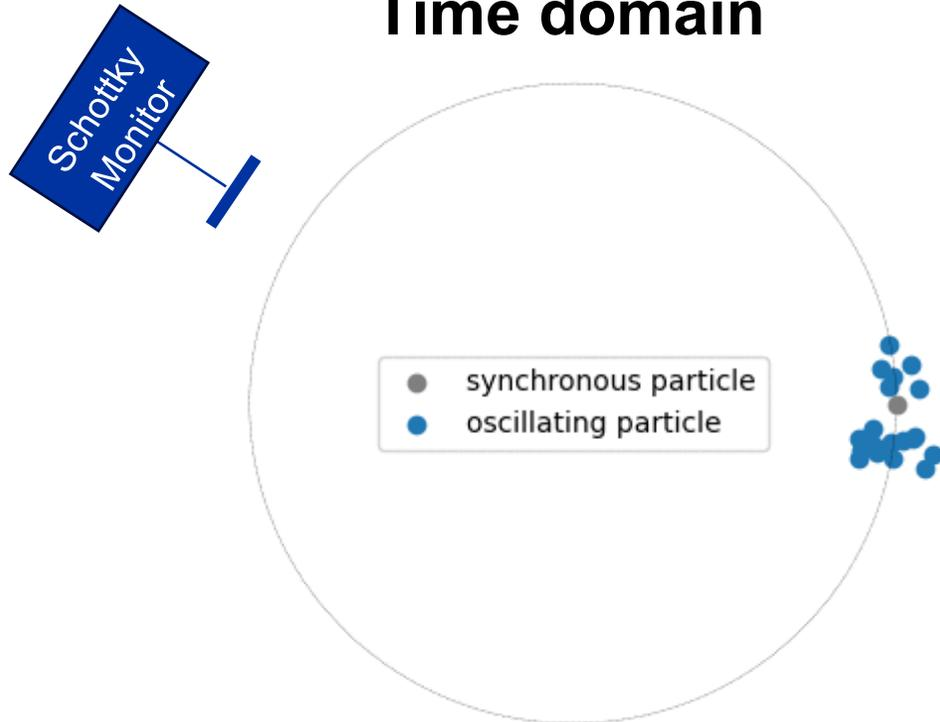 Time domain
Schottky
Monitor
synchronous particle
oscillating particle